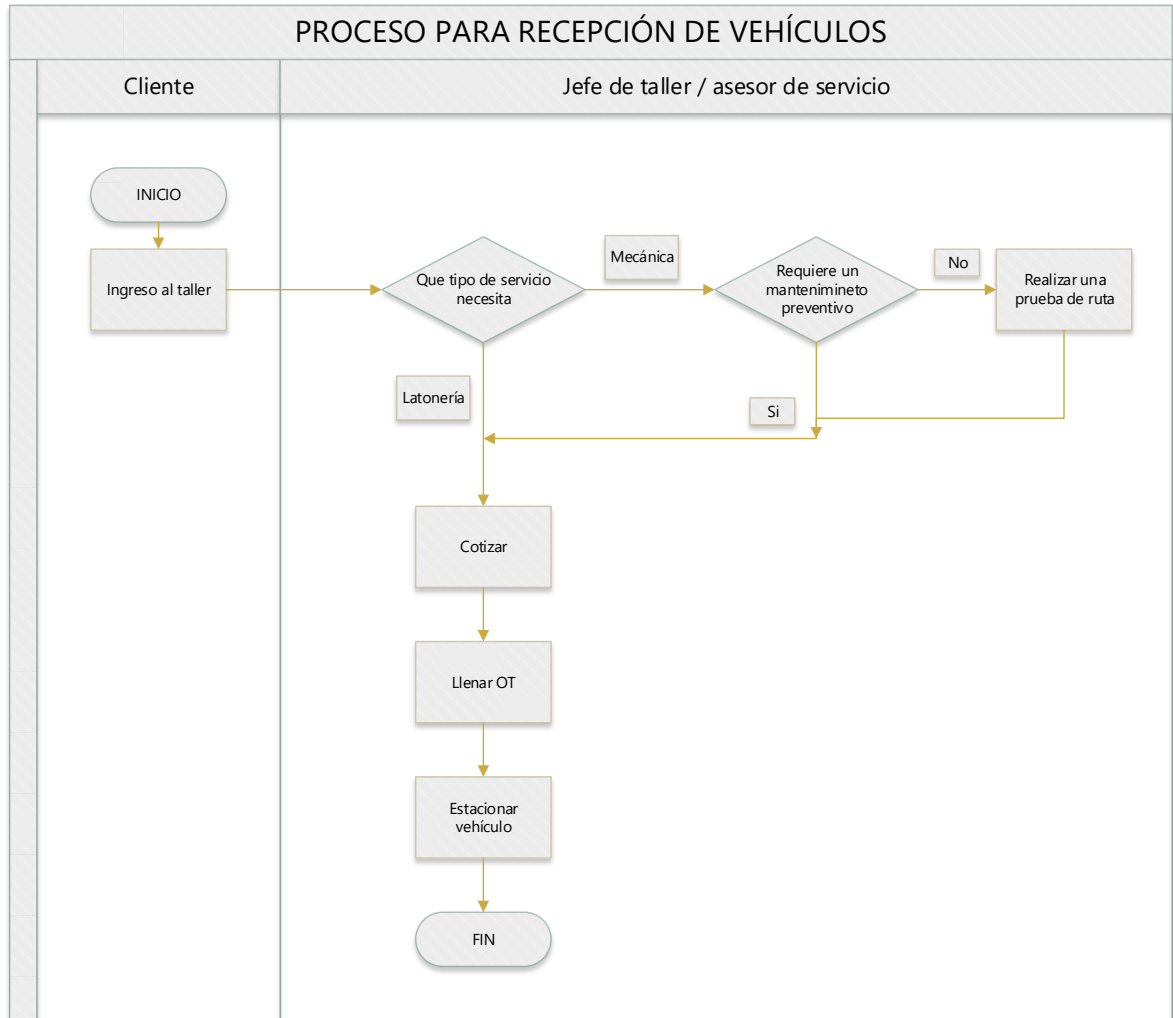 PROCESO PARA RECEPCIÓN DE VEHÍCULOS
Cliente
Jefe de taller / asesor de servicio
INICIO
Ingreso al taller
Que tipo de servicio
necesita
Mecánica
Requiere un
mantenimineto
preventivo
No
Realizar una
prueba de ruta
Latonería
Si
Cotizar
Llenar OT
Estacionar
vehículo
FIN